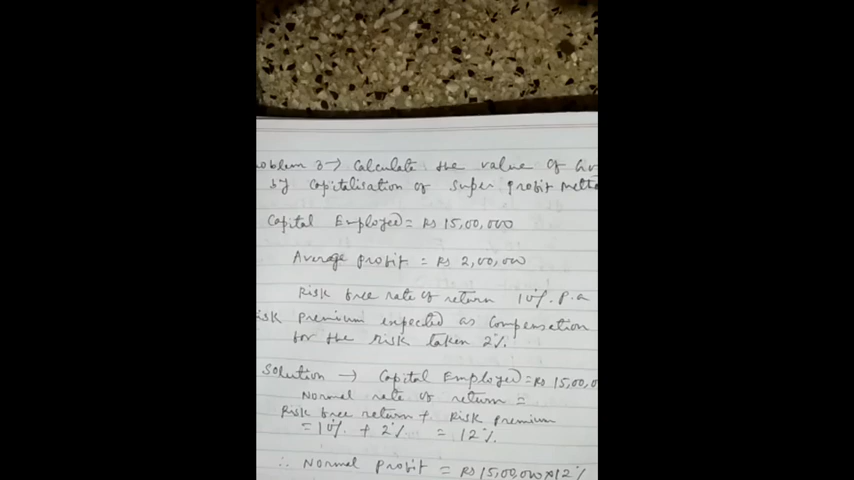 oblem 3 → Calculate the value of
by Capitalisation of Super profit Metho
Capital Employed = Rs 15,00,000
Average profit = Rs 2,00,000
Risk free rate of return 10% p.a
isk Premium expected as Compensation
for the risk taken 2%.
Solution → Capital Employed = Rs 15,00,0
Normal rate of return =
Risk free return + Risk premium
= 10% + 2% = 12%.
∴ Normal profit = Rs 15,00,000 × 12%